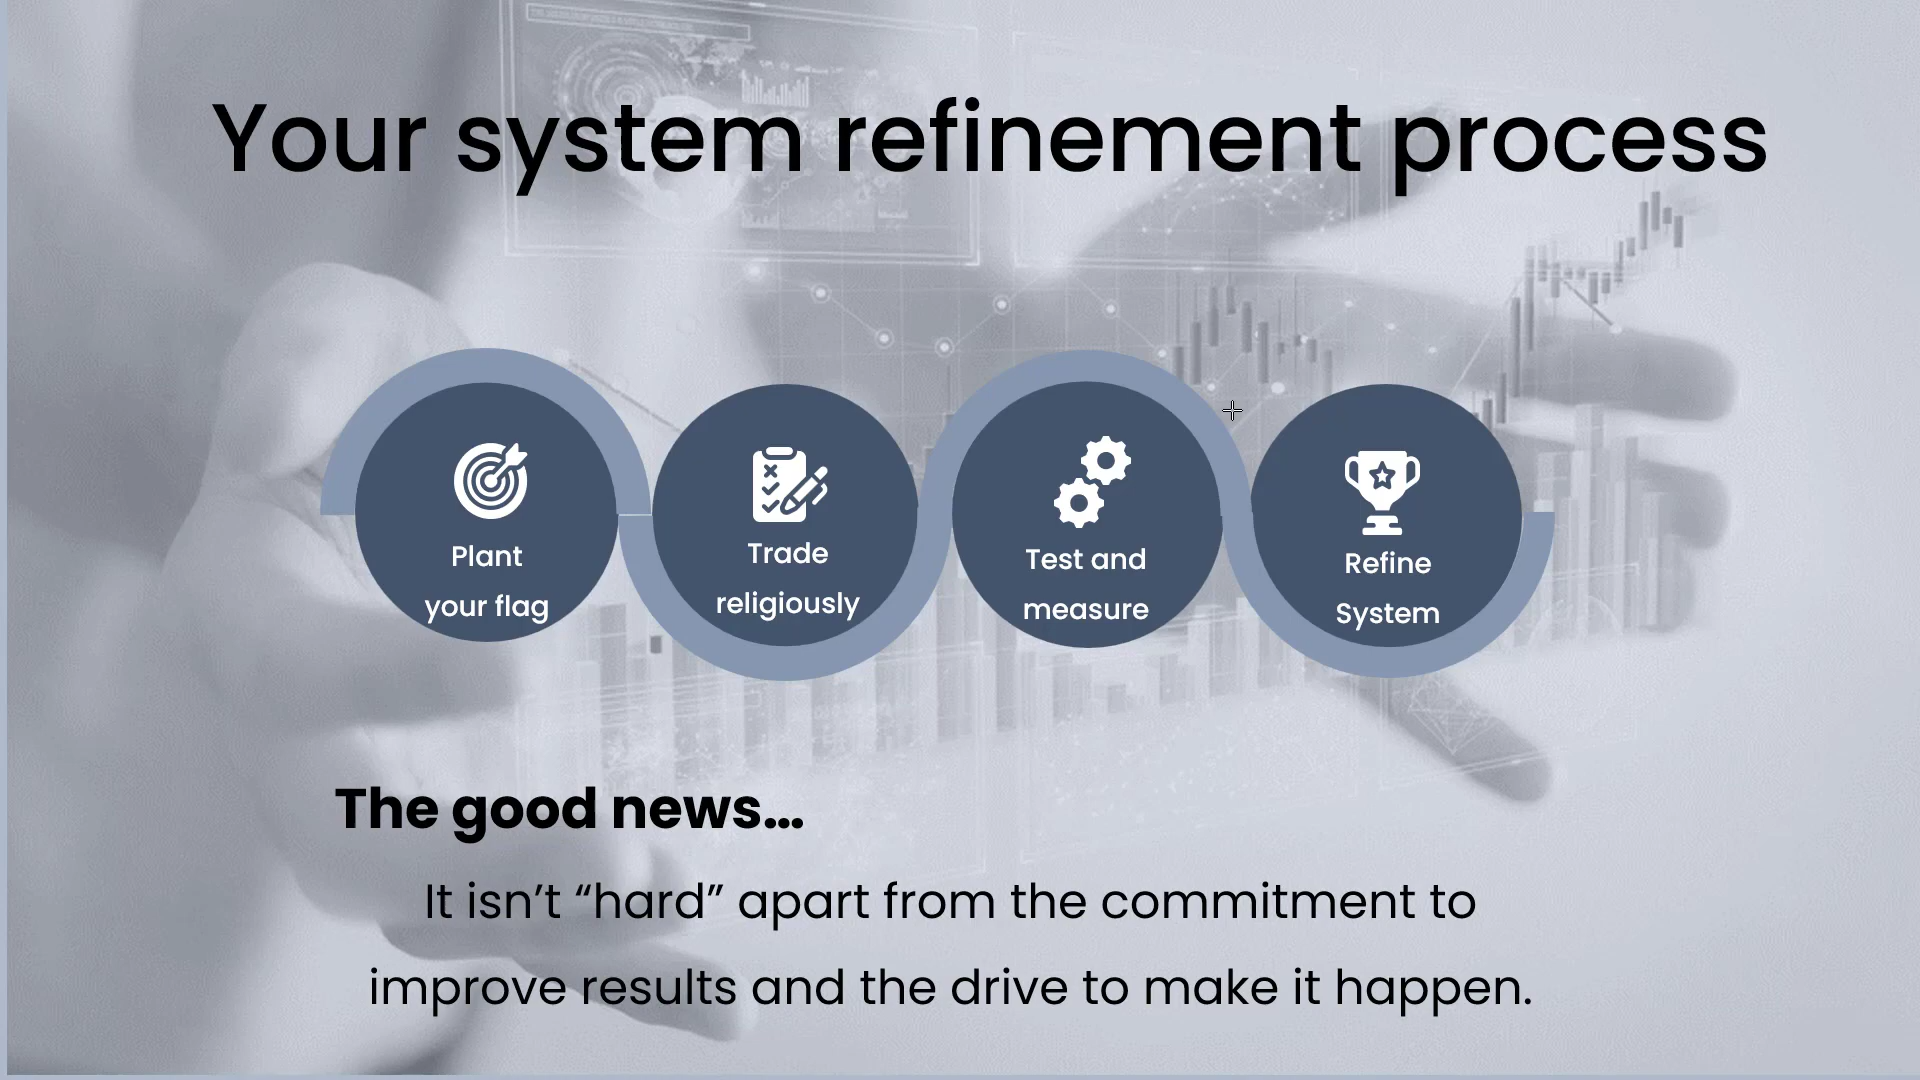 Your system refinement process
Plant
your flag
Trade
religiously
Test and
measure
Refine
System
The good news...
It isn’t “hard” apart from the commitment to
improve results and the drive to make it happen.